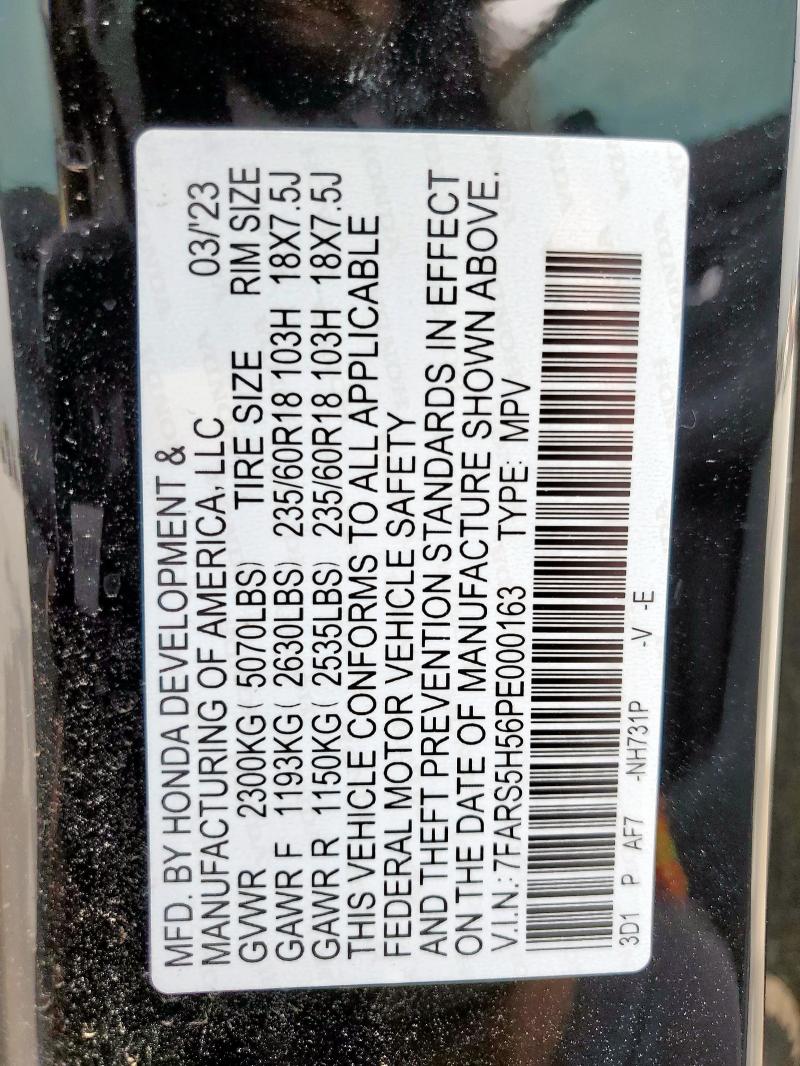 MFD. BY HONDA DEVELOPMENT &
MANUFACTURING OF AMERICA, LLC 03/'23
GVWR 2300KG ( 5070LBS) TIRE SIZE RIM SIZE
GAWR F 1193KG ( 2630LBS) 235/60R18 103H 18X7.5J
GAWR R 1150KG ( 2535LBS) 235/60R18 103H 18X7.5J
THIS VEHICLE CONFORMS TO ALL APPLICABLE
FEDERAL MOTOR VEHICLE SAFETY
AND THEFT PREVENTION STANDARDS IN EFFECT
ON THE DATE OF MANUFACTURE SHOWN ABOVE.
V.I.N.: 7FARS5H56PE000163 TYPE: MPV
3D1 P AF7 -NH731P -V -E